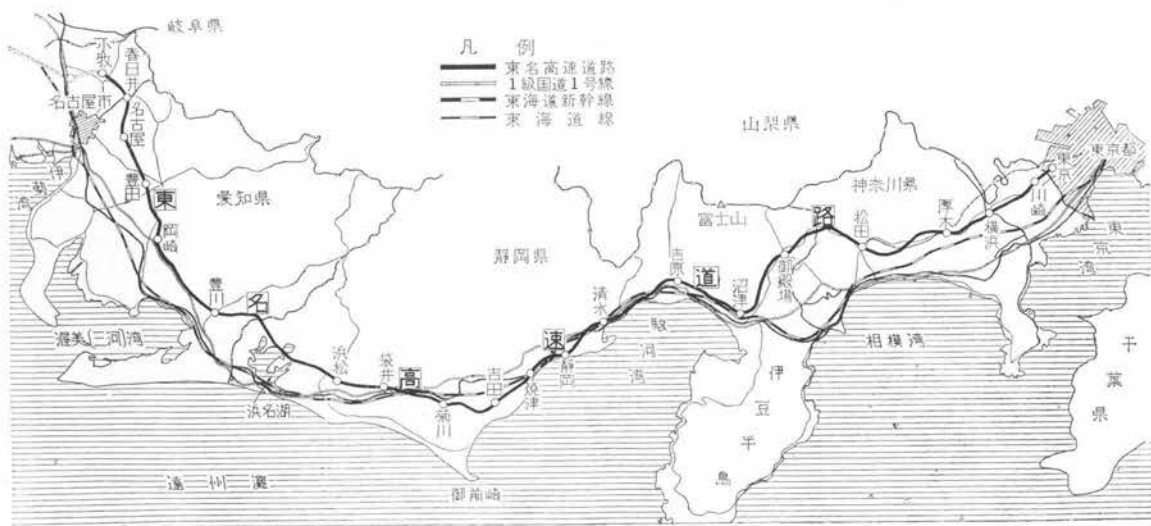 岐阜県
小牧
春日井
名古屋市
名古屋
伊勢湾
豊田
東
愛知県
岡崎
豊川
名
渥美(三河)湾
浜名湖
浜松
袋井
高
菊川
吉田
焼津
速
静岡
遠州灘
御前崎
凡例
東名高速道路
1級国道1号線
東海道新幹線
東海道線
静岡県
清水
吉原
道
駿河湾
沼津
富士山
山梨県
御殿場
路
松田
神奈川県
厚木
横浜
川崎
東京
東京都
東京湾
相模湾
伊豆半島
千葉県